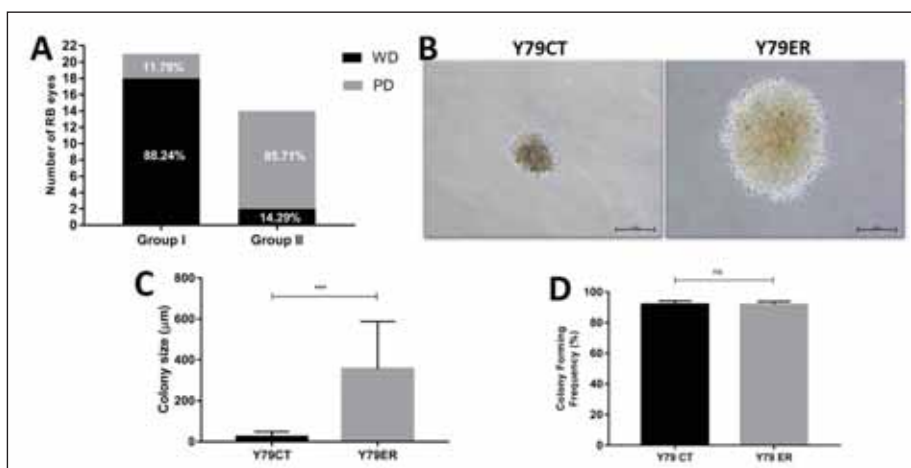 A
Number of RB eyes
22
20
18
16
14
12
10
8
6
4
2
0
11.76%
88.24%
85.71%
14.29%
Group I
Group II
WD
PD
B
Y79CT
Y79ER
C
Colony size (μm)
800
600
400
200
0
***
Y79CT
Y79ER
D
Colony Forming
Frequency (%)
100
80
60
40
20
0
ns
Y79 CT
Y79 ER